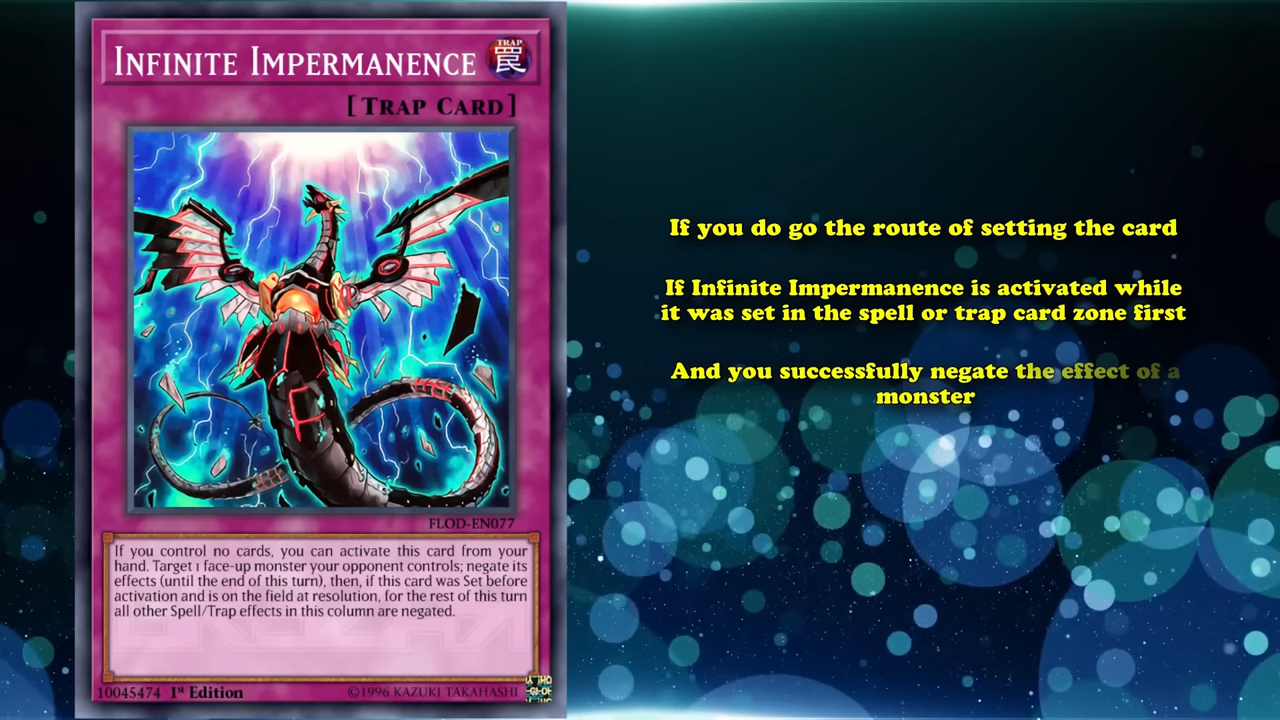 INFINITE IMPERMANENCE
TRAP
罠
[TRAP CARD]
FLOD-EN077
If you control no cards, you can activate this card from your
hand. Target 1 face-up monster your opponent controls; negate its
effects (until the end of this turn), then, if this card was Set before
activation and is on the field at resolution, for the rest of this turn
all other Spell/Trap effects in this column are negated.
10045474 1st Edition
©1996 KAZUKI TAKAHASHI
If you do go the route of setting the card
If Infinite Impermanence is activated while
it was set in the spell or trap card zone first
And you successfully negate the effect of a
monster